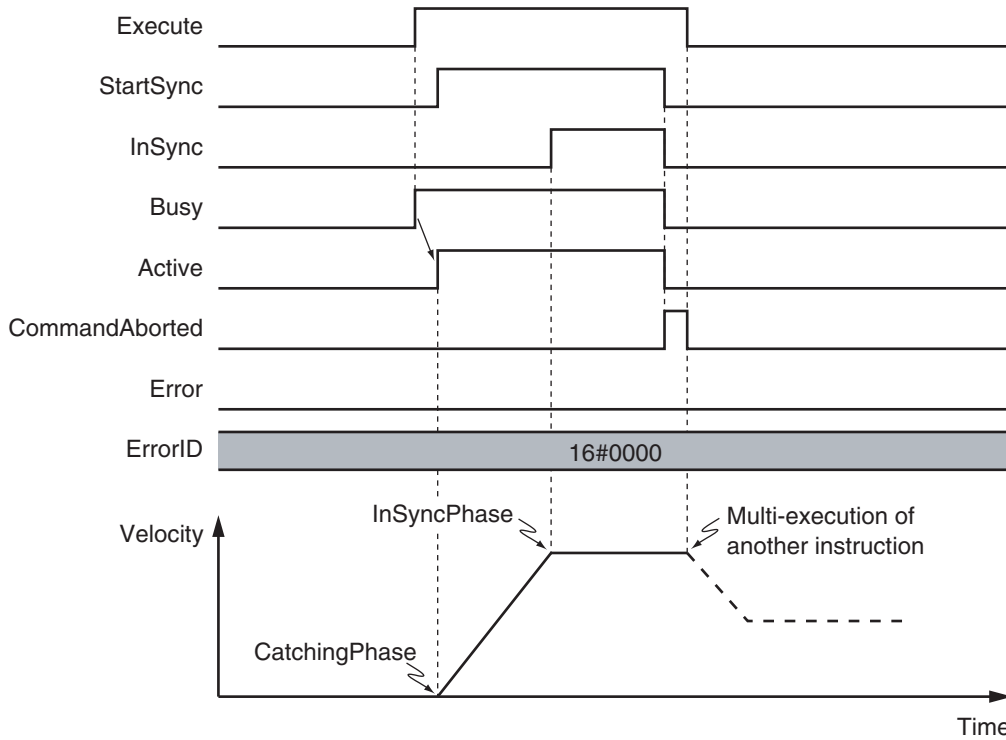 Execute
StartSync
InSync
Busy
Active
CommandAborted
Error
ErrorID
16#0000
Velocity
InSyncPhase
Multi-execution of
another instruction
CatchingPhase
Time